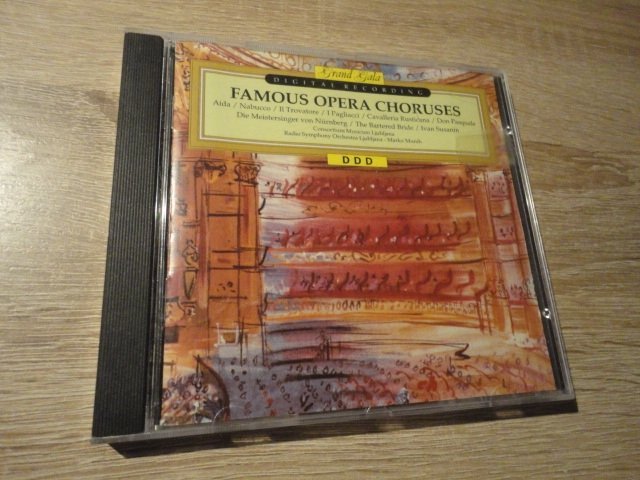 Grand Gala
DIGITAL RECORDING
FAMOUS OPERA CHORUSES
Aida / Nabucco / Il Trovatore / I Pagliacci / Cavalleria Rusticana / Don Pasquale
Die Meistersinger von Nürnberg / The Bartered Bride / Ivan Susanin
Consortium Musicum Ljubljana
Radio Symphony Orchestra Ljubljana - Marko Munih
DDD